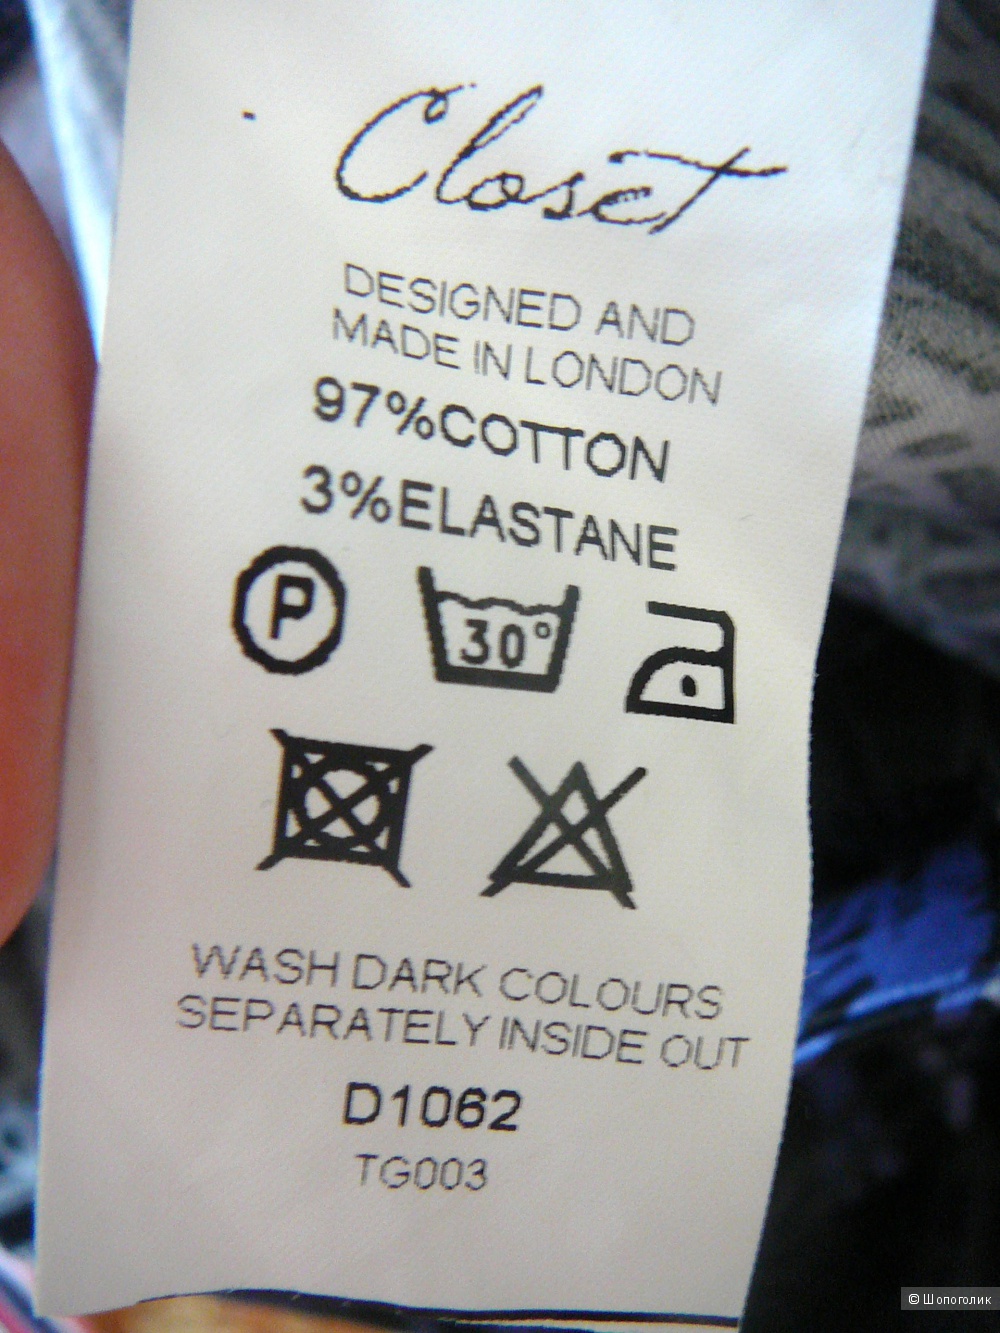 Closet
DESIGNED AND
MADE IN LONDON
97%COTTON
3%ELASTANE
P
30°
WASH DARK COLOURS
SEPARATELY INSIDE OUT
D1062
TG003
© Шопоголик